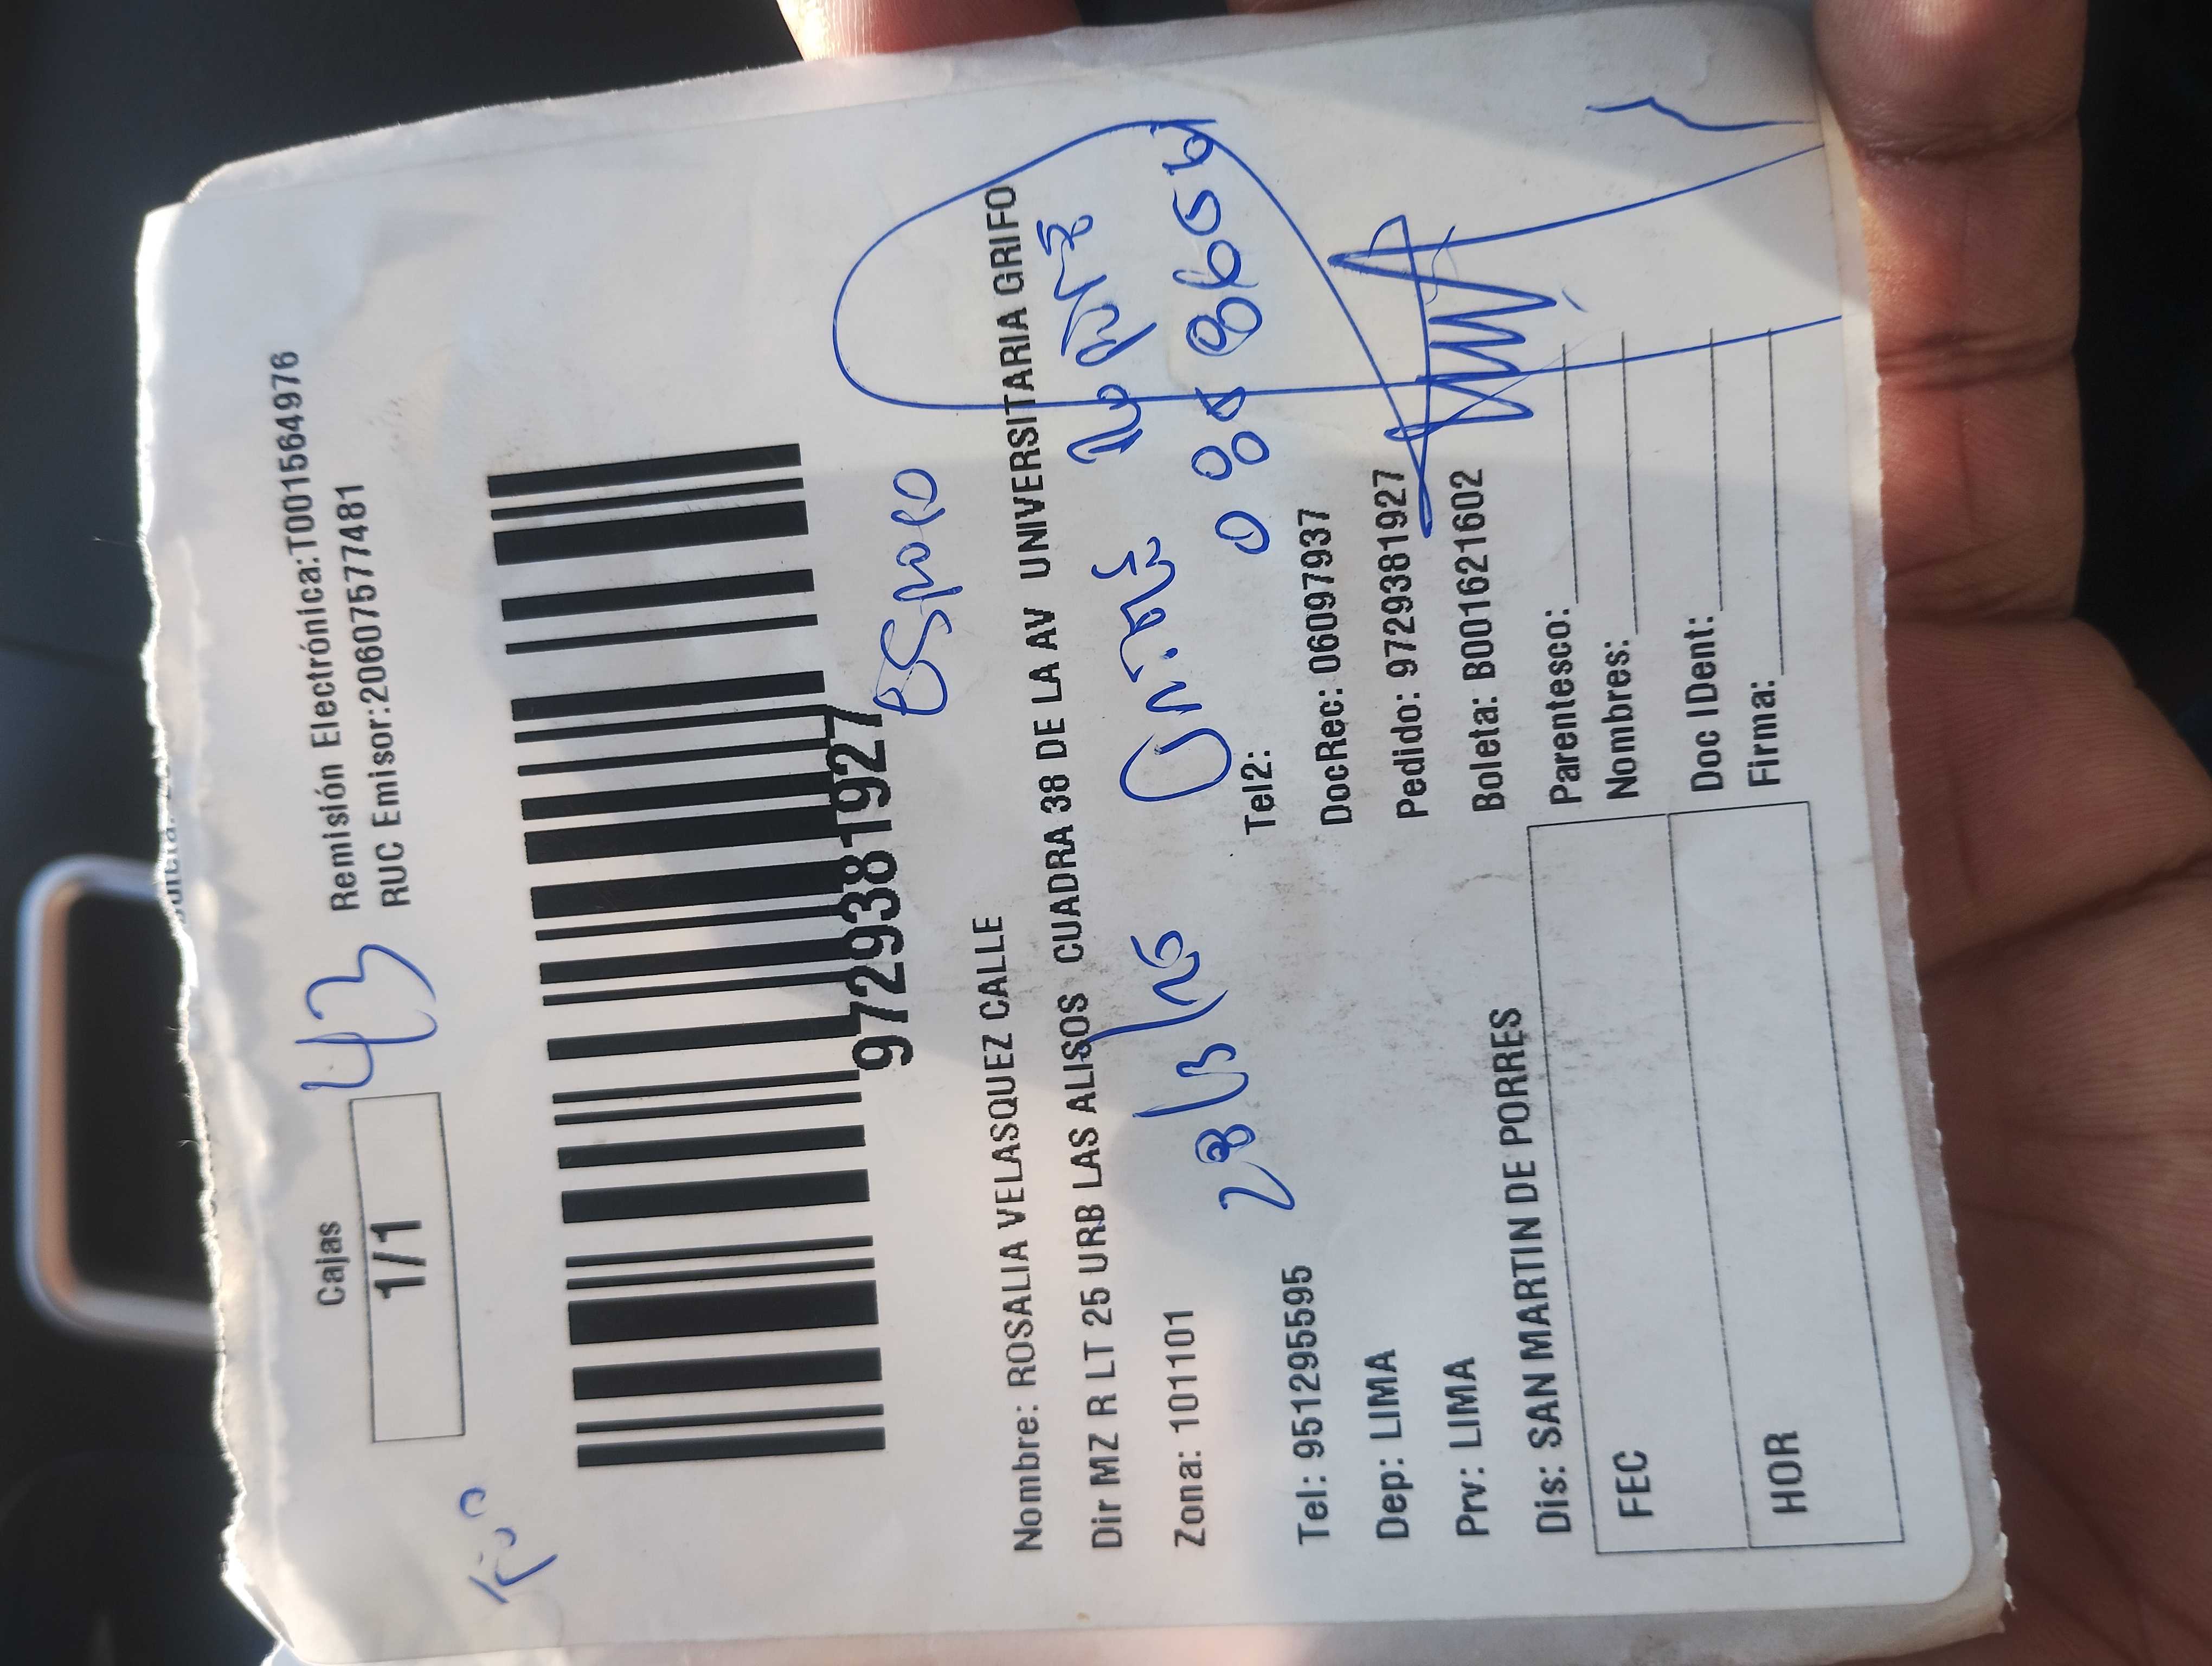 Cajas
1/1
43
Remisión Electrónica:T001564976
RUC Emisor:20607577481
9729381927
esposo
Nombre: ROSALIA VELASQUEZ CALLE
Dir MZ R LT 25 URB LAS ALISOS CUADRA 38 DE LA AV UNIVERSITARIA GRIFO
Zona: 101101
Tel: 951295595
Tel2:
Dep: LIMA
DocRec: 06097937
Prv: LIMA
Pedido: 9729381927
Dis: SAN MARTIN DE PORRES
Boleta: B001621602
FEC
HOR
Parentesco:
Nombres:
Doc IDent:
Firma: